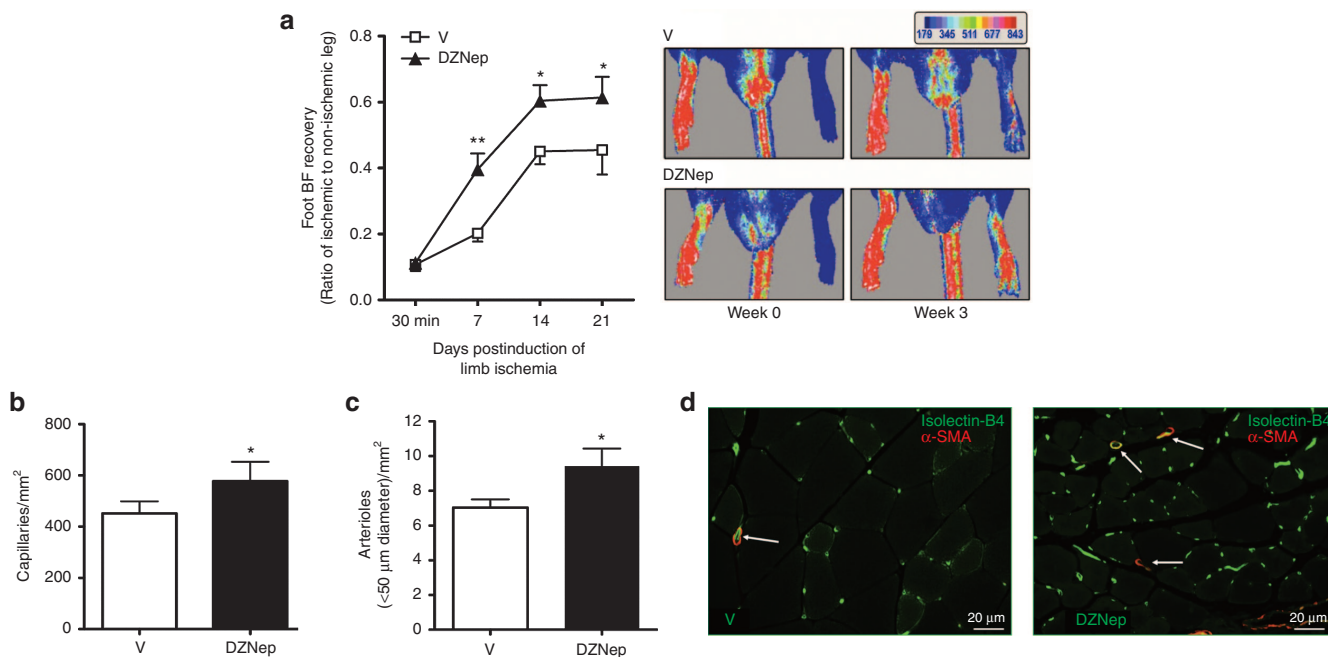 a
V
DZNep
Foot BF recovery
(Ratio of ischemic to non-ischemic leg)
0.8
0.6
0.4
0.2
0.0
**
*
*
30 min 7 14 21
Days postinduction of
limb ischemia
179 345 511 677 843
V
DZNep
Week 0 Week 3
b
Capillaries/mm²
800
600
400
200
0
*
V DZNep
c
Arterioles
(<50 μm diameter)/mm²
12
10
8
6
4
2
0
*
V DZNep
d
Isolectin-B4
α-SMA
V
20 μm
Isolectin-B4
α-SMA
DZNep
20 μm